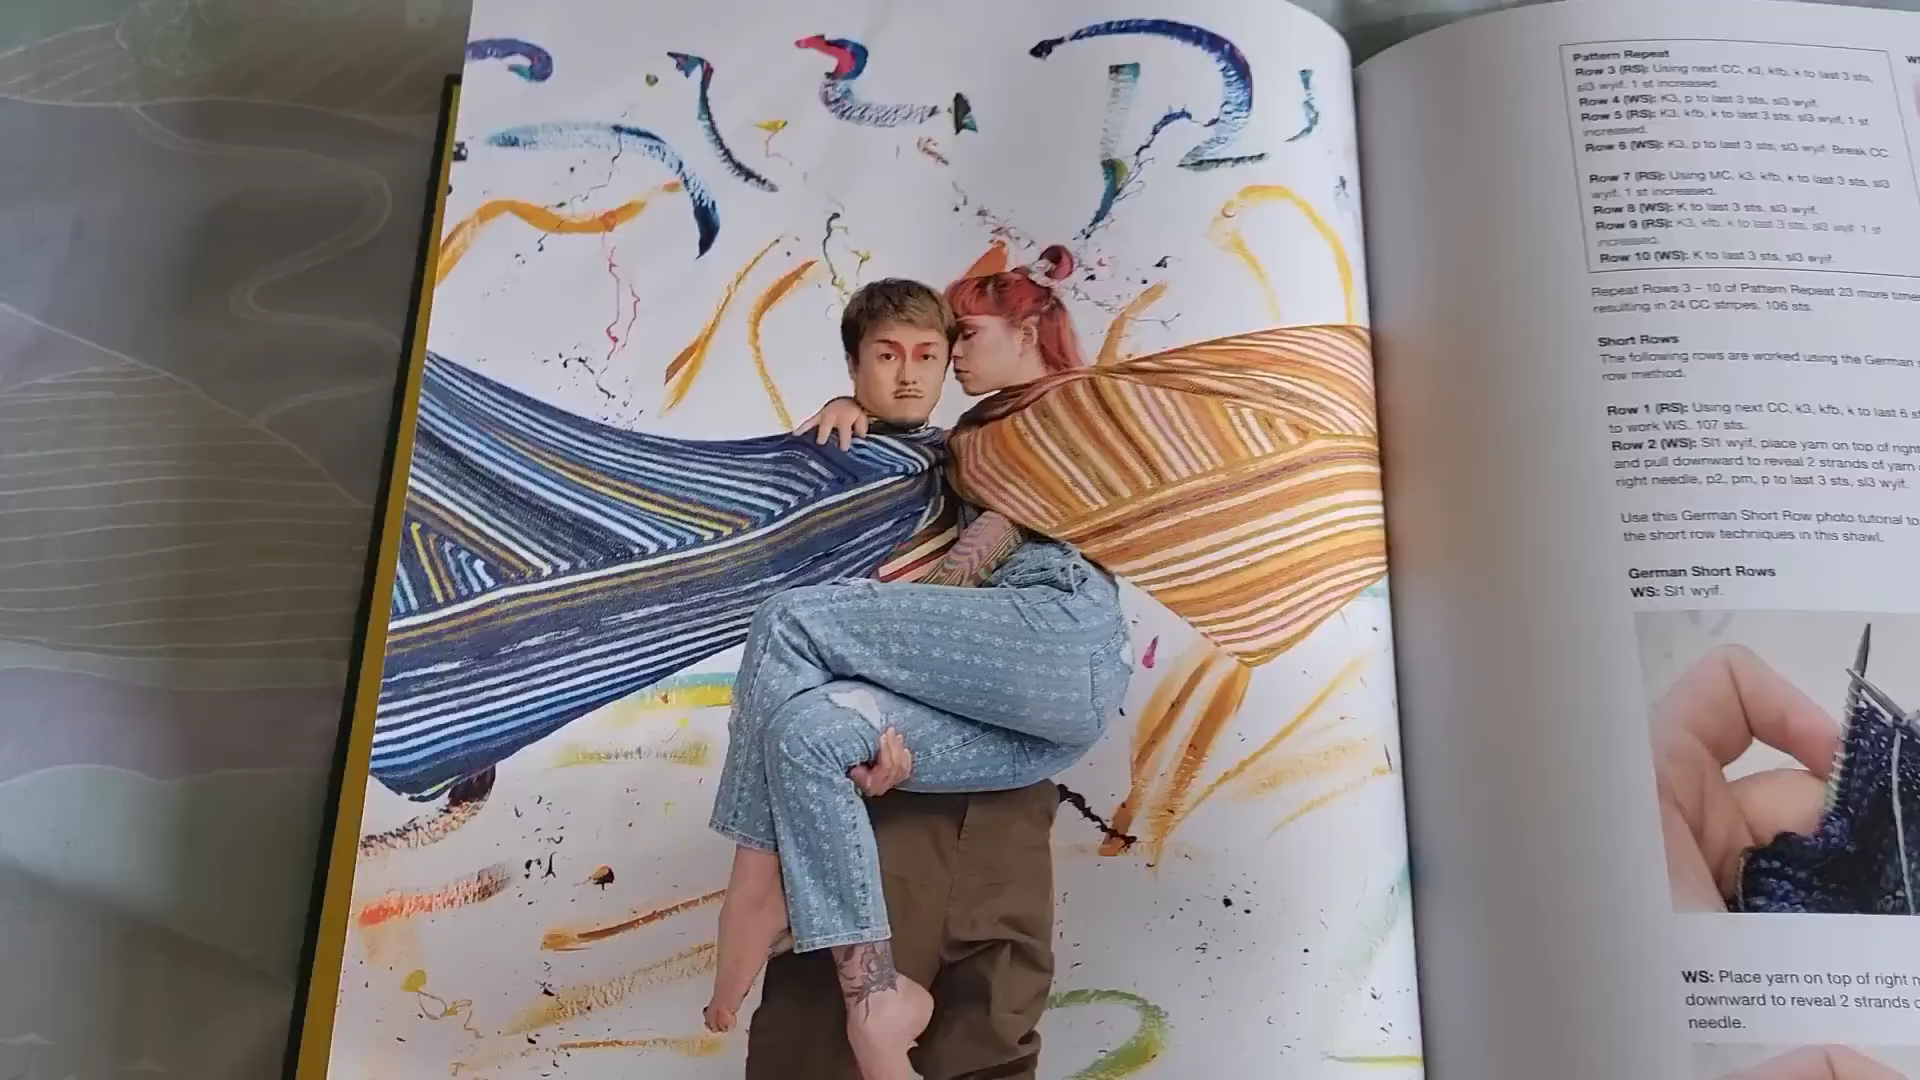 Pattern Repeat
Row 3 (RS): Using next CC, k3, kfb, k to last 3 sts,
sl3 wyif. 1 st increased.
Row 4 (WS): K3, p to last 3 sts, sl3 wyif.
Row 5 (RS): K3, kfb, k to last 3 sts, sl3 wyif. 1 st
increased.
Row 6 (WS): K3, p to last 3 sts, sl3 wyif. Break CC.
Row 7 (RS): Using MC, k3, kfb, k to last 3 sts, sl3
wyif. 1 st increased.
Row 8 (WS): K to last 3 sts, sl3 wyif.
Row 9 (RS): K3, kfb, k to last 3 sts, sl3 wyif. 1 st
increased.
Row 10 (WS): K to last 3 sts, sl3 wyif.
Repeat Rows 3 – 10 of Pattern Repeat 23 more times
resulting in 24 CC stripes. 106 sts.
Short Rows
The following rows are worked using the German
row method.
Row 1 (RS): Using next CC, k3, kfb, k to last 6
to work WS. 107 sts.
Row 2 (WS): Sl1 wyif, place yarn on top of right
and pull downward to reveal 2 strands of yarn
right needle, p2, pm, p to last 3 sts, sl3 wyif.
Use this German Short Row photo tutorial to
the short row techniques in this shawl.
German Short Rows
WS: Sl1 wyif.
WS: Place yarn on top of right
downward to reveal 2 strands
needle.